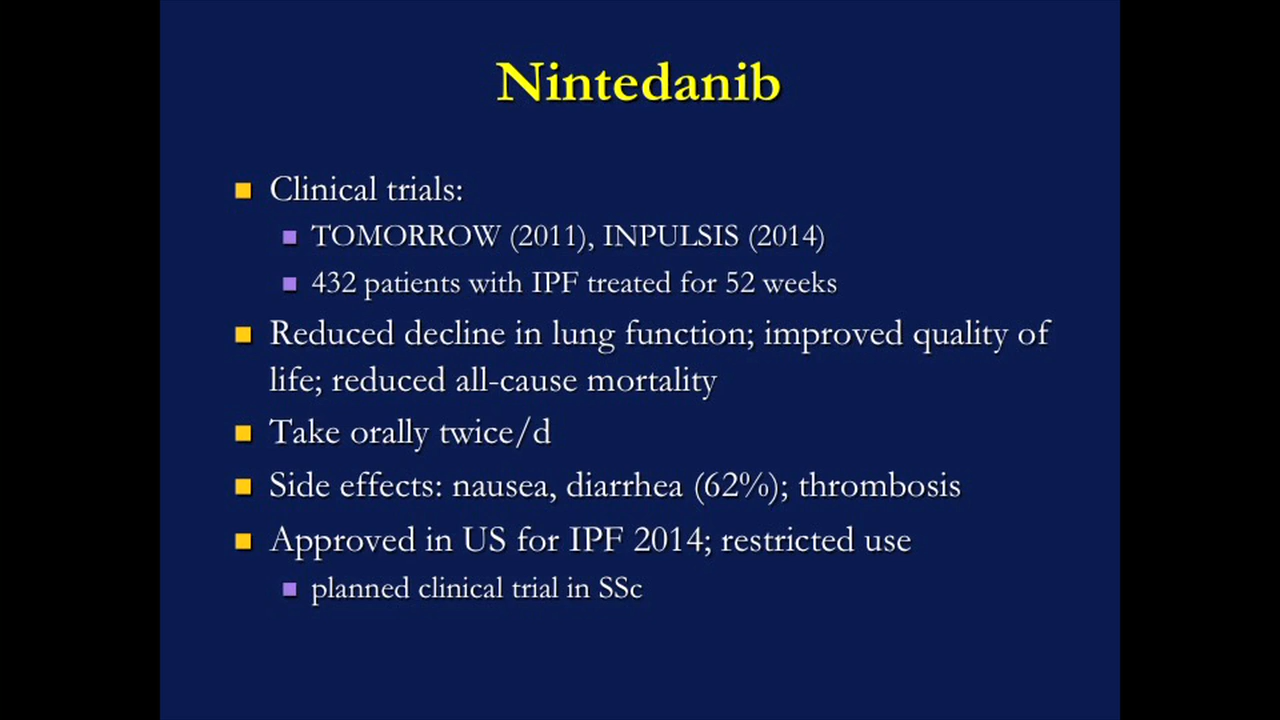 Nintedanib
Clinical trials:
TOMORROW (2011), INPULSIS (2014)
432 patients with IPF treated for 52 weeks
Reduced decline in lung function; improved quality of
life; reduced all-cause mortality
Take orally twice/d
Side effects: nausea, diarrhea (62%); thrombosis
Approved in US for IPF 2014; restricted use
planned clinical trial in SSc